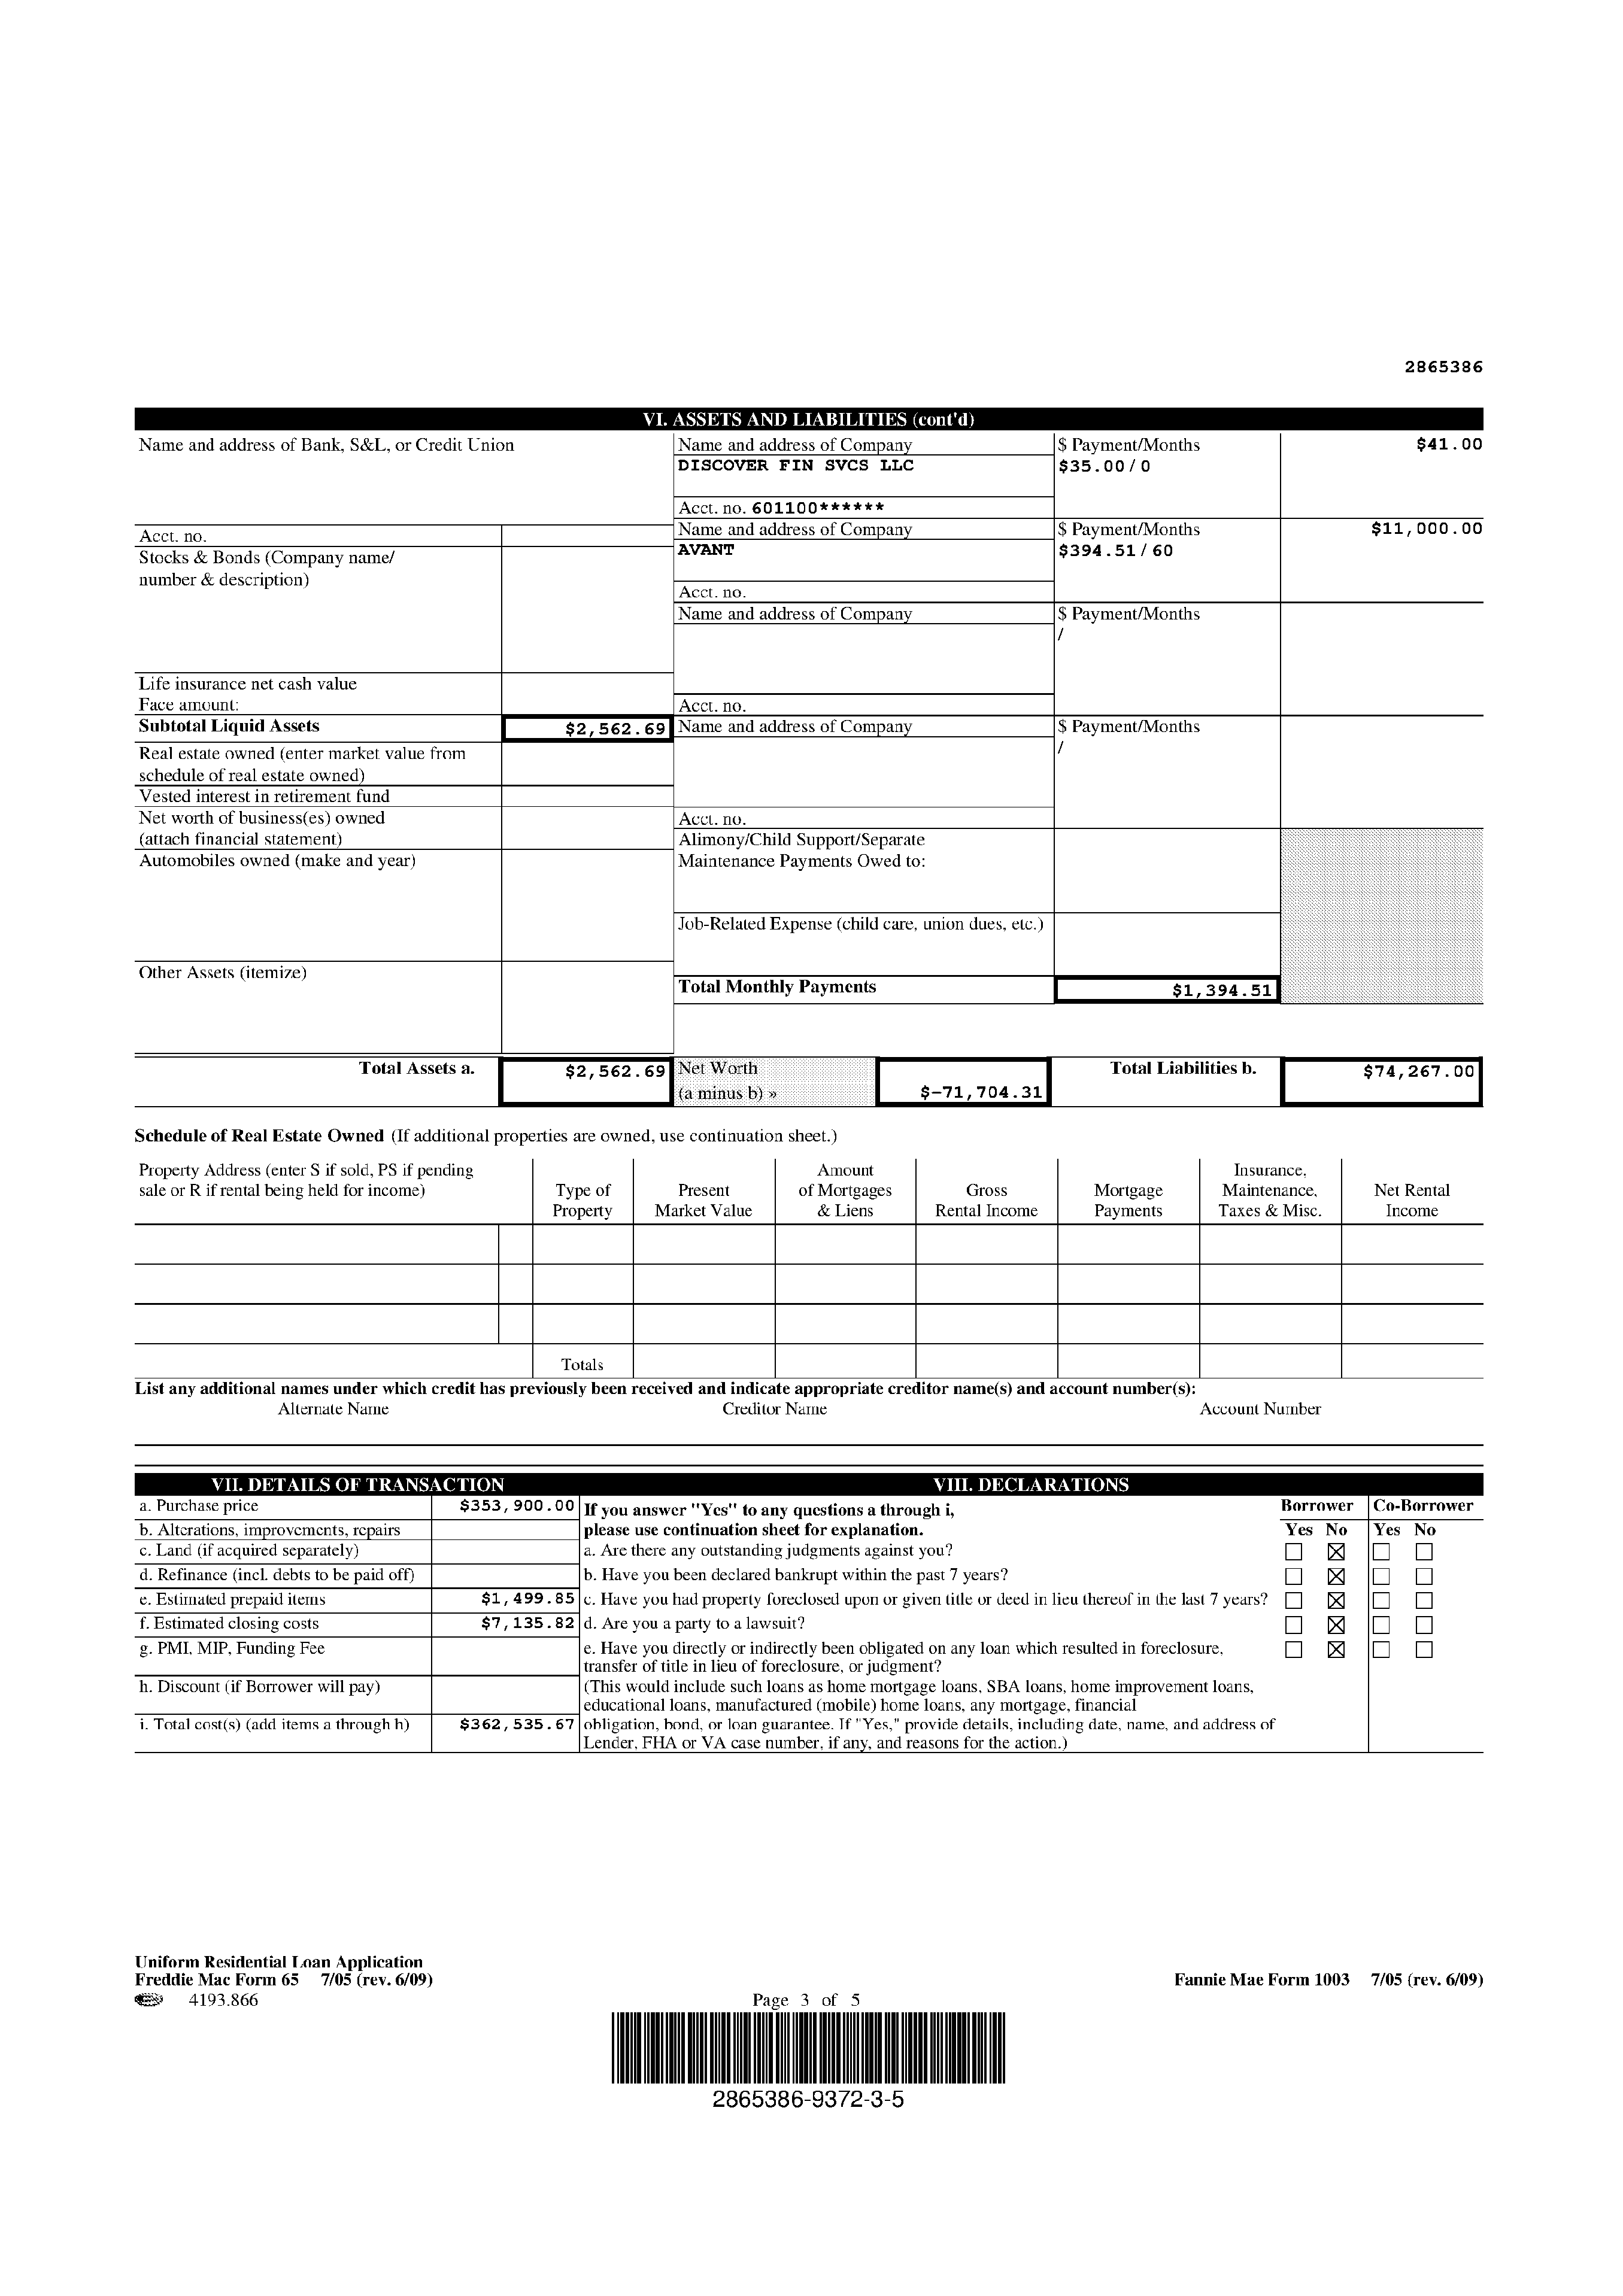 2865386
VI. ASSETS AND LIABILITIES (cont'd)
Name and address of Bank, S&L, or Credit Union
Acct. no.
Stocks & Bonds (Company name/
number & description)
Life insurance net cash value
Face amount:
Subtotal Liquid Assets $2,562.69
Real estate owned (enter market value from
schedule of real estate owned)
Vested interest in retirement fund
Net worth of business(es) owned
(attach financial statement)
Automobiles owned (make and year)
Other Assets (itemize)
Name and address of Company $ Payment/Months $41.00
DISCOVER FIN SVCS LLC $35.00/0
Acct. no. 601100******
Name and address of Company $ Payment/Months $11,000.00
AVANT $394.51/60
Acct. no.
Name and address of Company $ Payment/Months
/
Acct. no.
Name and address of Company $ Payment/Months
/
Acct. no.
Alimony/Child Support/Separate
Maintenance Payments Owed to:
Job-Related Expense (child care, union dues, etc.)
Total Monthly Payments $1,394.51
Total Assets a. $2,562.69 Net Worth Total Liabilities b. $74,267.00
(a minus b) » $-71,704.31
Schedule of Real Estate Owned (If additional properties are owned, use continuation sheet.)
Property Address (enter S if sold, PS if pending
sale or R if rental being held for income)
Type of
Property
Present
Market Value
Amount
of Mortgages
& Liens
Gross
Rental Income
Mortgage
Payments
Insurance,
Maintenance,
Taxes & Misc.
Net Rental
Income
Totals
List any additional names under which credit has previously been received and indicate appropriate creditor name(s) and account number(s):
Alternate Name Creditor Name Account Number
VII. DETAILS OF TRANSACTION
a. Purchase price $353,900.00
b. Alterations, improvements, repairs
c. Land (if acquired separately)
d. Refinance (incl. debts to be paid off)
e. Estimated prepaid items $1,499.85
f. Estimated closing costs $7,135.82
g. PMI, MIP, Funding Fee
h. Discount (if Borrower will pay)
i. Total cost(s) (add items a through h) $362,535.67
VIII. DECLARATIONS
If you answer "Yes" to any questions a through i, Borrower Co-Borrower
please use continuation sheet for explanation. Yes No Yes No
a. Are there any outstanding judgments against you? ☐ ☒ ☐ ☐
b. Have you been declared bankrupt within the past 7 years? ☐ ☒ ☐ ☐
c. Have you had property foreclosed upon or given title or deed in lieu thereof in the last 7 years? ☐ ☒ ☐ ☐
d. Are you a party to a lawsuit? ☐ ☒ ☐ ☐
e. Have you directly or indirectly been obligated on any loan which resulted in foreclosure, ☐ ☒ ☐ ☐
transfer of title in lieu of foreclosure, or judgment?
(This would include such loans as home mortgage loans, SBA loans, home improvement loans,
educational loans, manufactured (mobile) home loans, any mortgage, financial
obligation, bond, or loan guarantee. If "Yes," provide details, including date, name, and address of
Lender, FHA or VA case number, if any, and reasons for the action.)
Uniform Residential Loan Application
Freddie Mac Form 65 7/05 (rev. 6/09) Fannie Mae Form 1003 7/05 (rev. 6/09)
4193.866 Page 3 of 5
2865386-9372-3-5